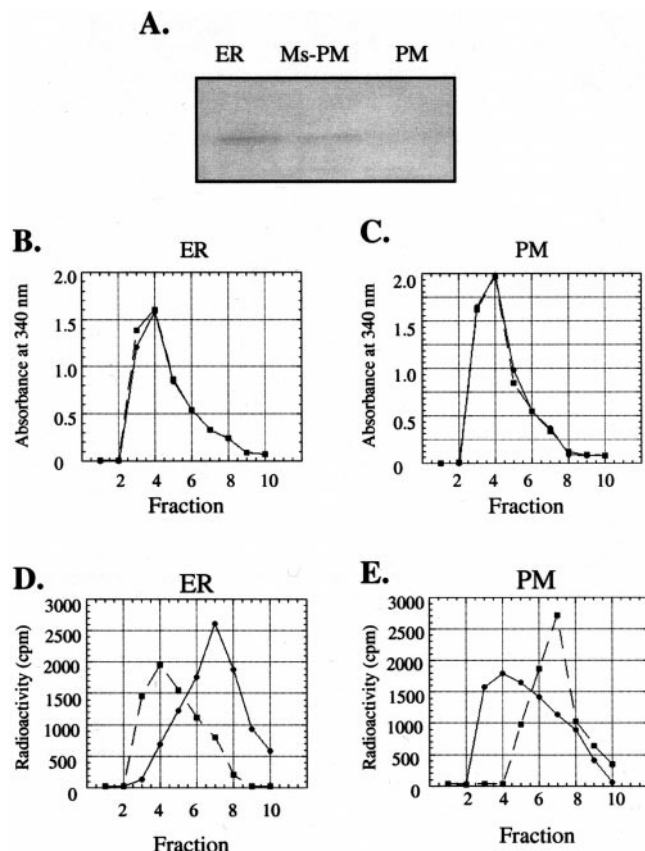 A.
ER Ms-PM PM
B. ER
Absorbance at 340 nm
2.0
1.5
1.0
0.5
0
2 4 6 8 10
Fraction
C. PM
Absorbance at 340 nm
2.0
1.5
1.0
0.5
0
2 4 6 8 10
Fraction
D. ER
Radioactivity (cpm)
3000
2500
2000
1500
1000
500
0
2 4 6 8 10
Fraction
E. PM
Radioactivity (cpm)
3000
2500
2000
1500
1000
500
0
2 4 6 8 10
Fraction